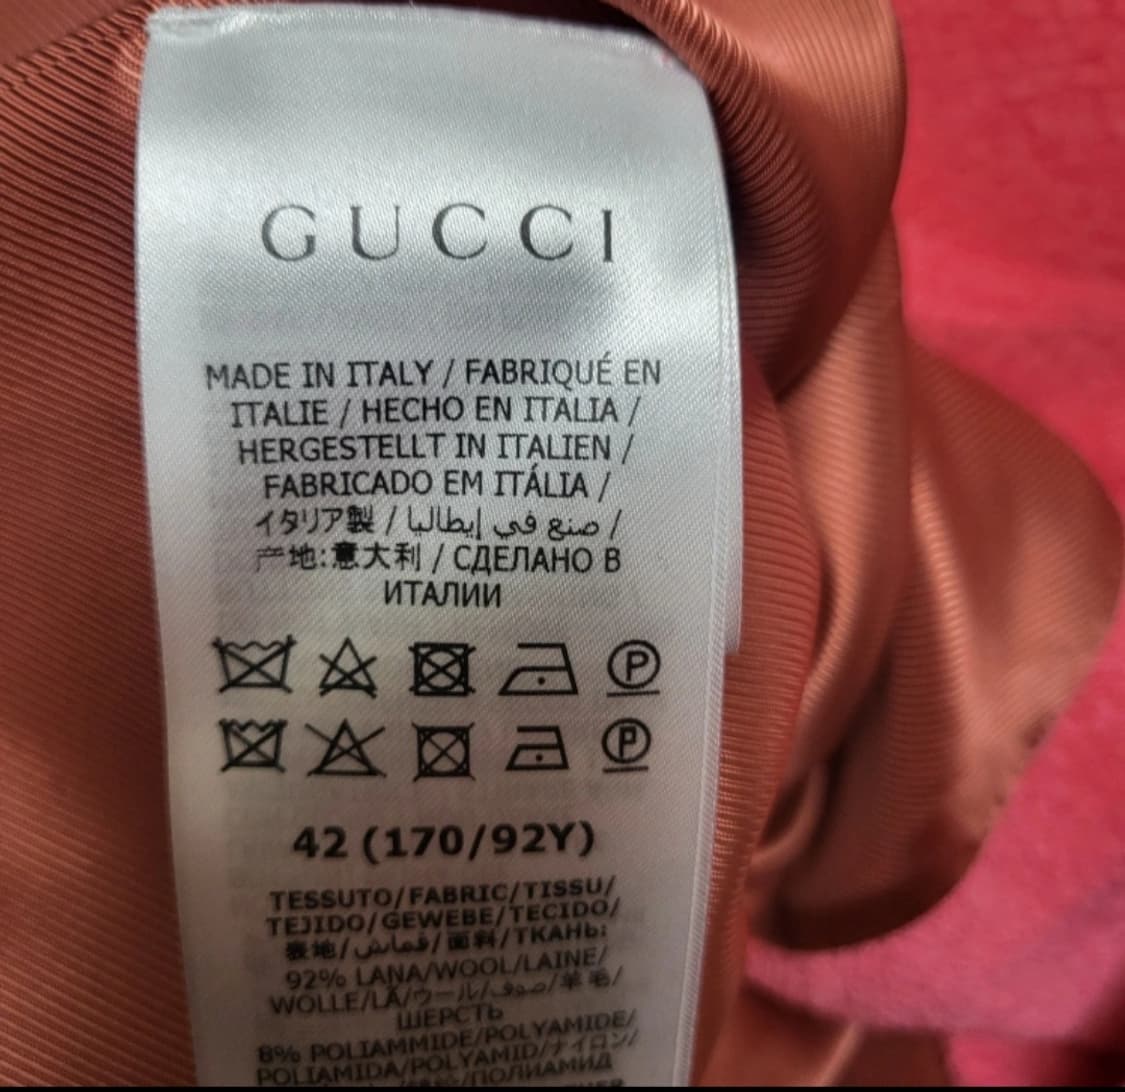 GUCCI
MADE IN ITALY / FABRIQUÉ EN
ITALIE / HECHO EN ITALIA /
HERGESTELLT IN ITALIEN /
FABRICADO EM ITÁLIA /
イタリア製 / صنع في إيطاليا /
产地:意大利 / СДЕЛАНО В
ИТАЛИИ
P
P
42 (170/92Y)
TESSUTO/FABRIC/TISSU/
TEJIDO/GEWEBE/TECIDO/
表地/قماش/面料/ТКАНЬ:
92% LANA/WOOL/LAINE/
WOLLE/LÃ/ウール/صوف/羊毛/
ШЕРСТЬ
8% POLIAMMIDE/POLYAMIDE/
POLIAMIDA/POLYAMID/ナイロン/
/ПОЛИАМИД